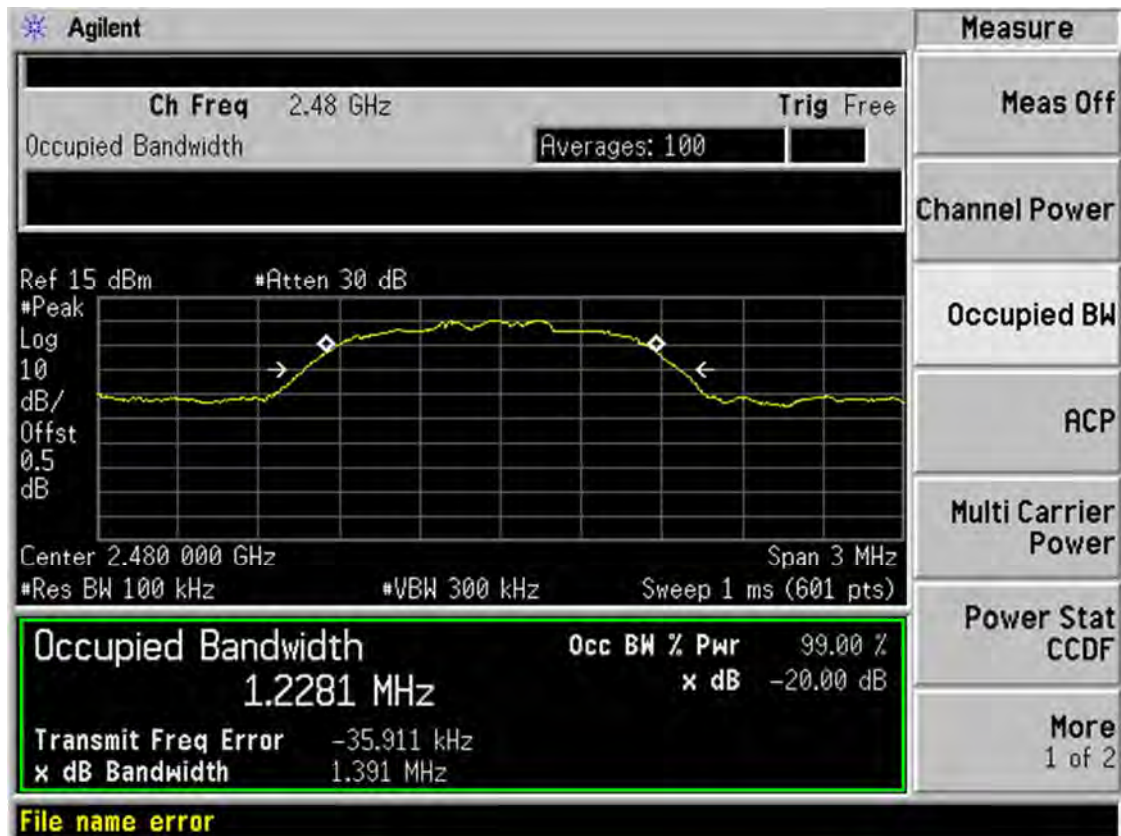 Agilent
Measure
Ch Freq 2.48 GHz
Trig Free
Occupied Bandwidth
Averages: 100
Ref 15 dBm
#Atten 30 dB
#Peak
Log
10
dB/
Offst
0.5
dB
Center 2.480 000 GHz
Span 3 MHz
#Res BW 100 kHz
#VBW 300 kHz
Sweep 1 ms (601 pts)
Occupied Bandwidth
1.2281 MHz
Occ BW % Pwr 99.00 %
x dB -20.00 dB
Transmit Freq Error -35.911 kHz
x dB Bandwidth 1.391 MHz
File name error
Meas Off
Channel Power
Occupied BW
ACP
Multi Carrier
Power
Power Stat
CCDF
More
1 of 2